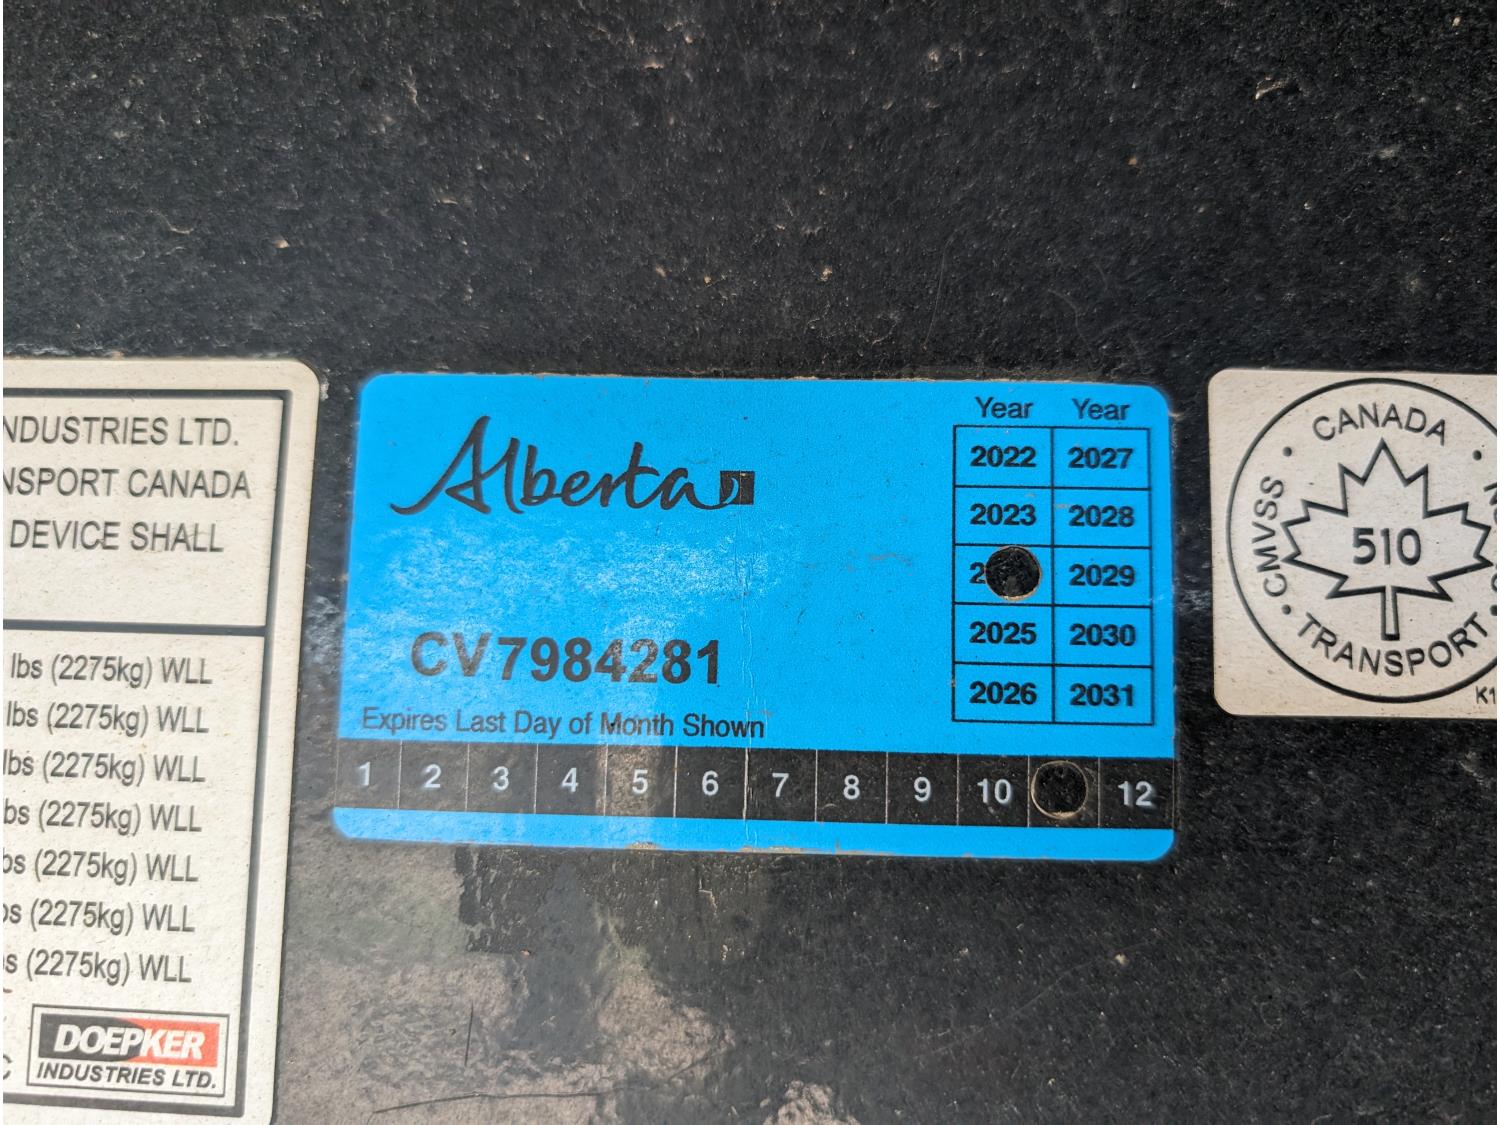 INDUSTRIES LTD.
TRANSPORT CANADA
DEVICE SHALL
lbs (2275kg) WLL
lbs (2275kg) WLL
lbs (2275kg) WLL
lbs (2275kg) WLL
lbs (2275kg) WLL
lbs (2275kg) WLL
s (2275kg) WLL
DOEPKER
INDUSTRIES LTD.
Alberta
CV7984281
Expires Last Day of Month Shown
Year Year
2022 2027
2023 2028
2029
2025 2030
2026 2031
1 2 3 4 5 6 7 8 9 10 12
CANADA
CMVSS
510
TRANSPORT